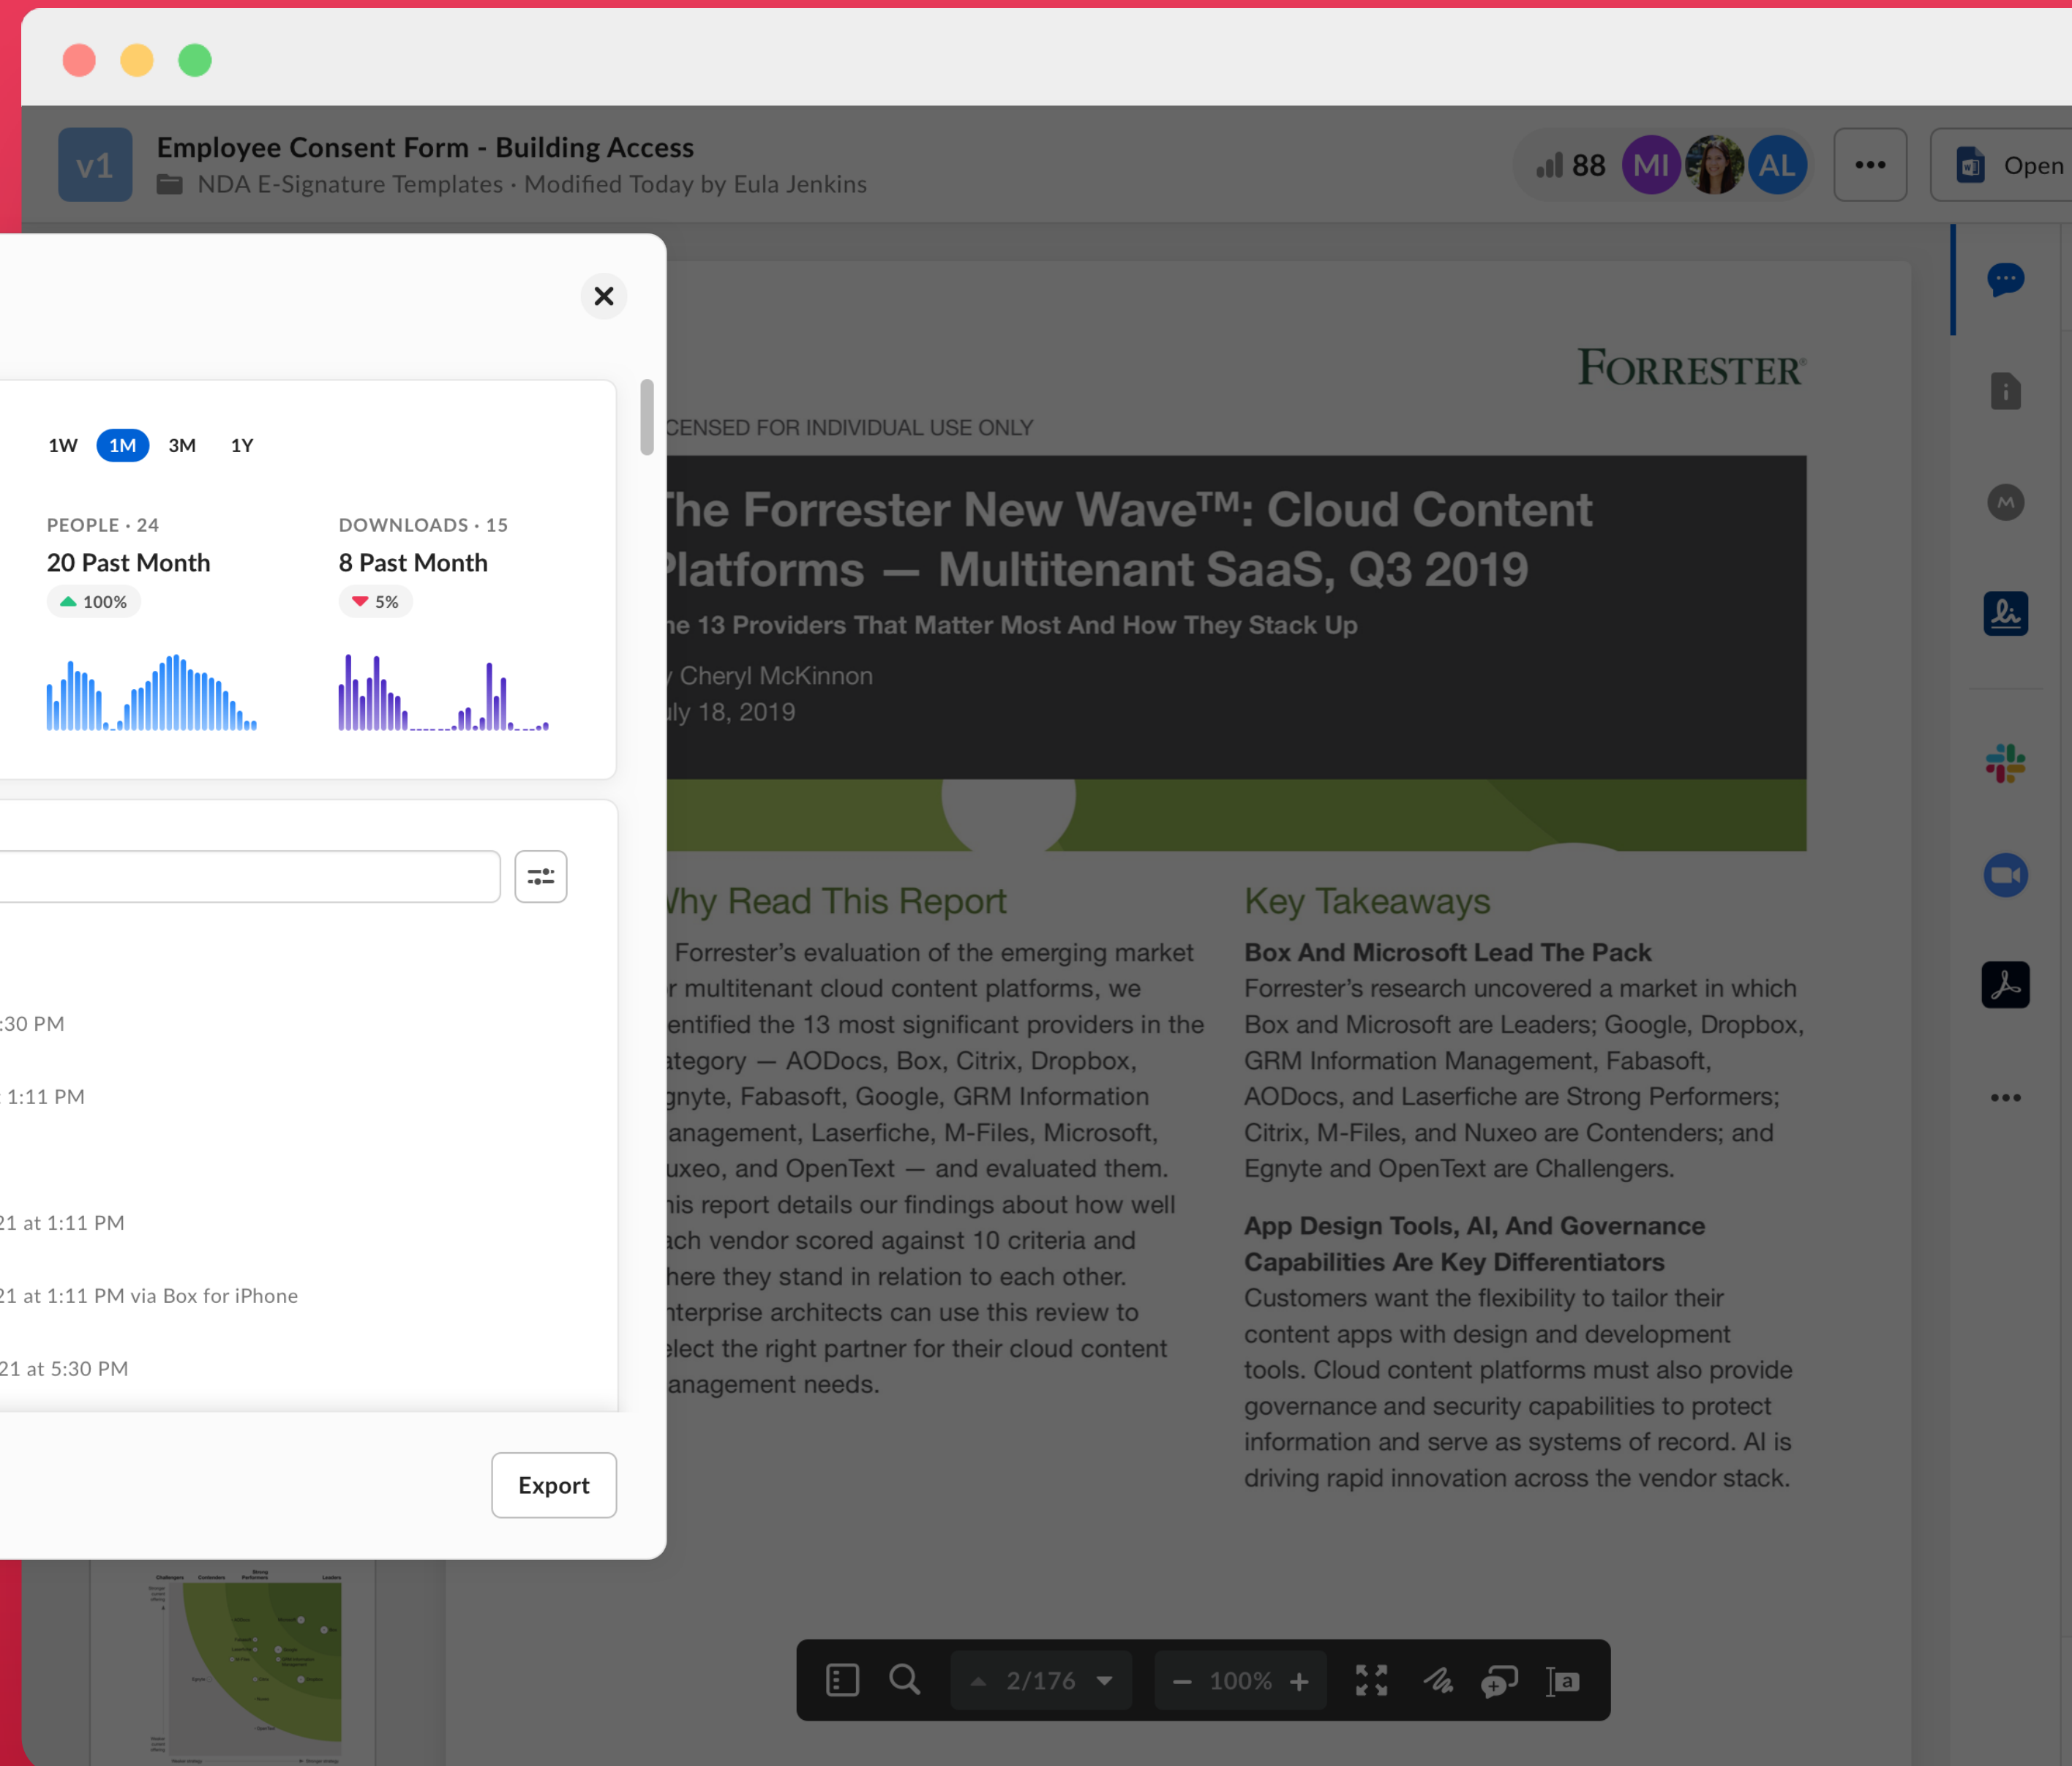 v1
Employee Consent Form - Building Access
NDA E-Signature Templates · Modified Today by Eula Jenkins
88
MI
AL
Open
1W 1M 3M 1Y
PEOPLE · 24
20 Past Month
100%
DOWNLOADS · 15
8 Past Month
5%
:30 PM
1:11 PM
21 at 1:11 PM
21 at 1:11 PM via Box for iPhone
21 at 5:30 PM
Export
FORRESTER®
CENSED FOR INDIVIDUAL USE ONLY
The Forrester New Wave™: Cloud Content
Platforms — Multitenant SaaS, Q3 2019
he 13 Providers That Matter Most And How They Stack Up
y Cheryl McKinnon
uly 18, 2019
Why Read This Report
Forrester’s evaluation of the emerging market
r multitenant cloud content platforms, we
entified the 13 most significant providers in the
ategory — AODocs, Box, Citrix, Dropbox,
gnyte, Fabasoft, Google, GRM Information
anagement, Laserfiche, M-Files, Microsoft,
uxeo, and OpenText — and evaluated them.
his report details our findings about how well
ach vendor scored against 10 criteria and
here they stand in relation to each other.
nterprise architects can use this review to
elect the right partner for their cloud content
anagement needs.
Key Takeaways
Box And Microsoft Lead The Pack
Forrester’s research uncovered a market in which
Box and Microsoft are Leaders; Google, Dropbox,
GRM Information Management, Fabasoft,
AODocs, and Laserfiche are Strong Performers;
Citrix, M-Files, and Nuxeo are Contenders; and
Egnyte and OpenText are Challengers.
App Design Tools, AI, And Governance
Capabilities Are Key Differentiators
Customers want the flexibility to tailor their
content apps with design and development
tools. Cloud content platforms must also provide
governance and security capabilities to protect
information and serve as systems of record. AI is
driving rapid innovation across the vendor stack.
Challengers Contenders Strong Performers Leaders
2/176
100%
a